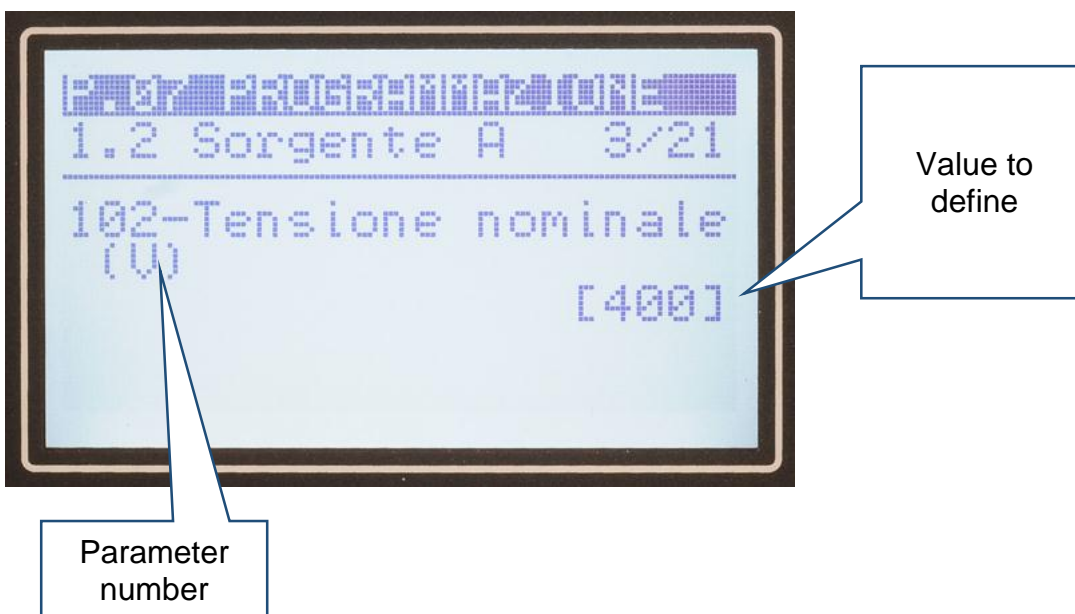 P.07 PROGRAMMAZIONE
1.2 Sorgente A 3/21
102-Tensione nominale
(V)
[400]
Value to
define
Parameter
number